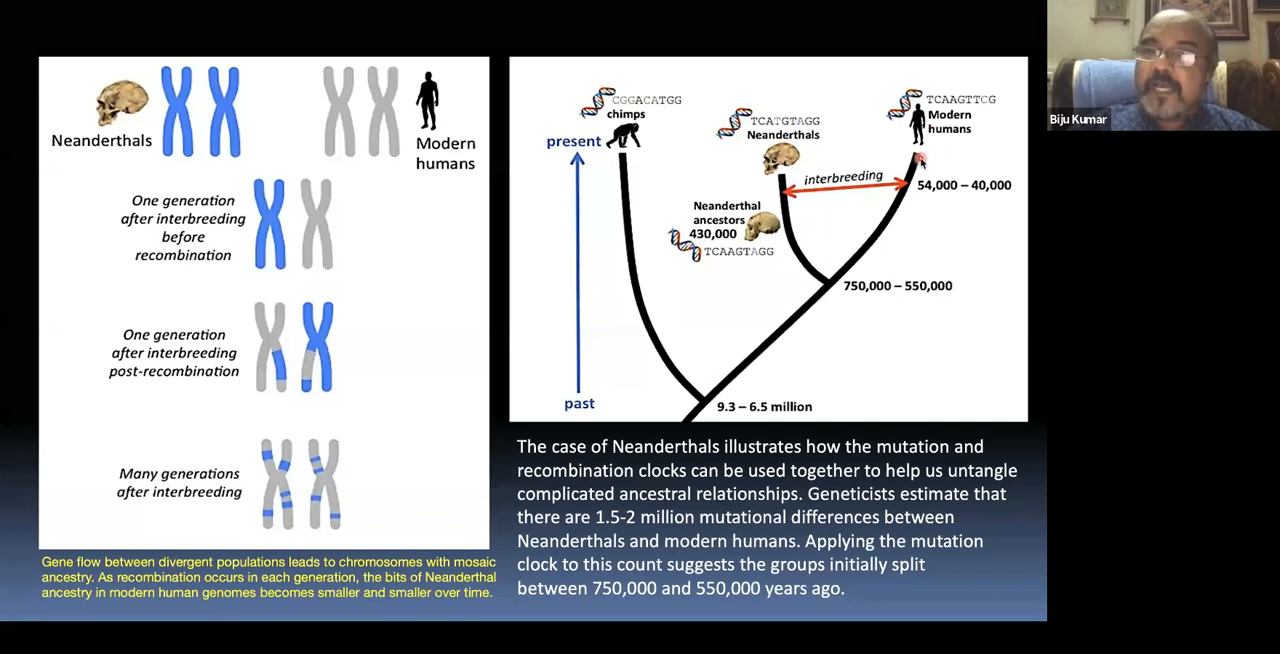 Neanderthals
Modern
humans
One generation
after interbreeding
before
recombination
One generation
after interbreeding
post-recombination
Many generations
after interbreeding
Gene flow between divergent populations leads to chromosomes with mosaic
ancestry. As recombination occurs in each generation, the bits of Neanderthal
ancestry in modern human genomes becomes smaller and smaller over time.
CGGACATGG
chimps
present
TCATGTAGG
Neanderthals
TCAAGTTCG
Modern
humans
interbreeding
54,000 – 40,000
Neanderthal
ancestors
430,000
TCAAGTAGG
750,000 – 550,000
past
9.3 – 6.5 million
The case of Neanderthals illustrates how the mutation and
recombination clocks can be used together to help us untangle
complicated ancestral relationships. Geneticists estimate that
there are 1.5-2 million mutational differences between
Neanderthals and modern humans. Applying the mutation
clock to this count suggests the groups initially split
between 750,000 and 550,000 years ago.
Biju Kumar